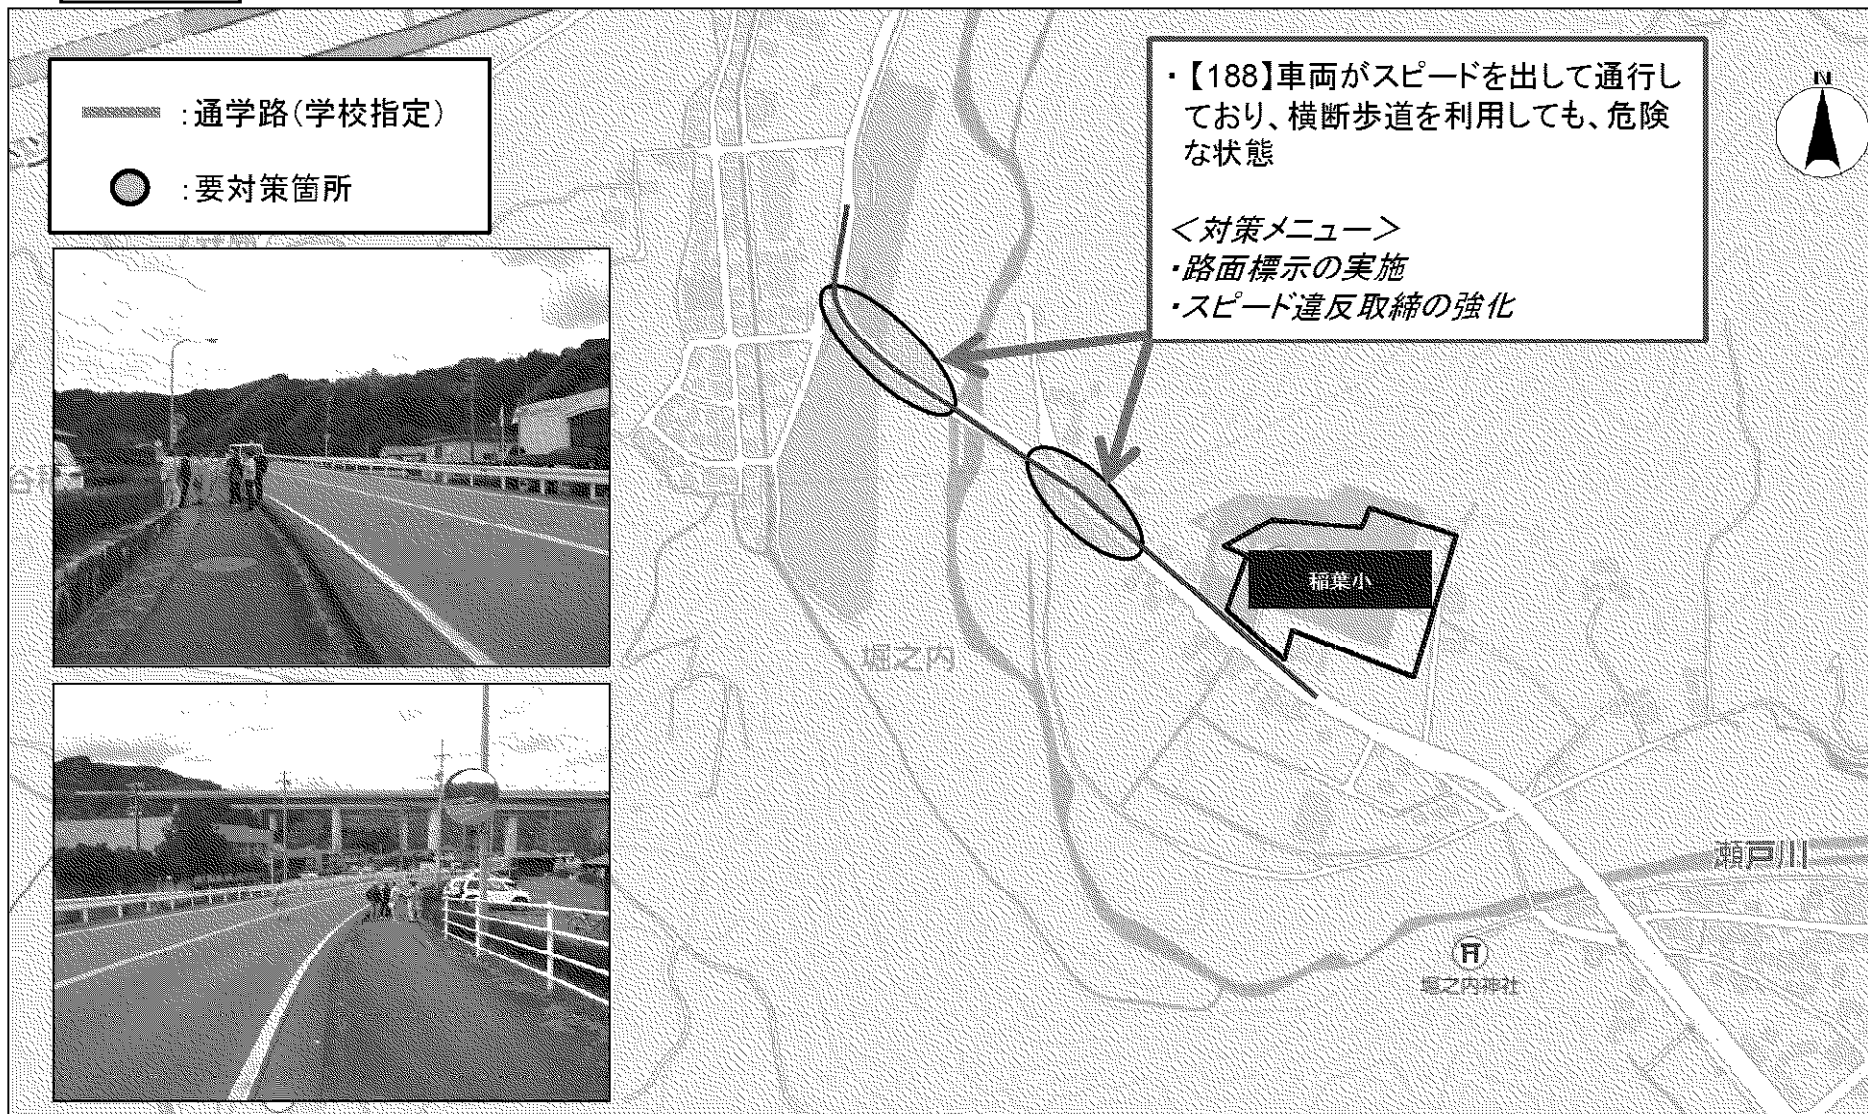 :通学路(学校指定)
:要対策箇所
・【188】車両がスピードを出して通行し
ており、横断歩道を利用しても、危険
な状態
＜対策メニュー＞
・路面標示の実施
・スピード違反取締の強化
N
稲葉小
堀之内
瀬戸川
堀之内神社